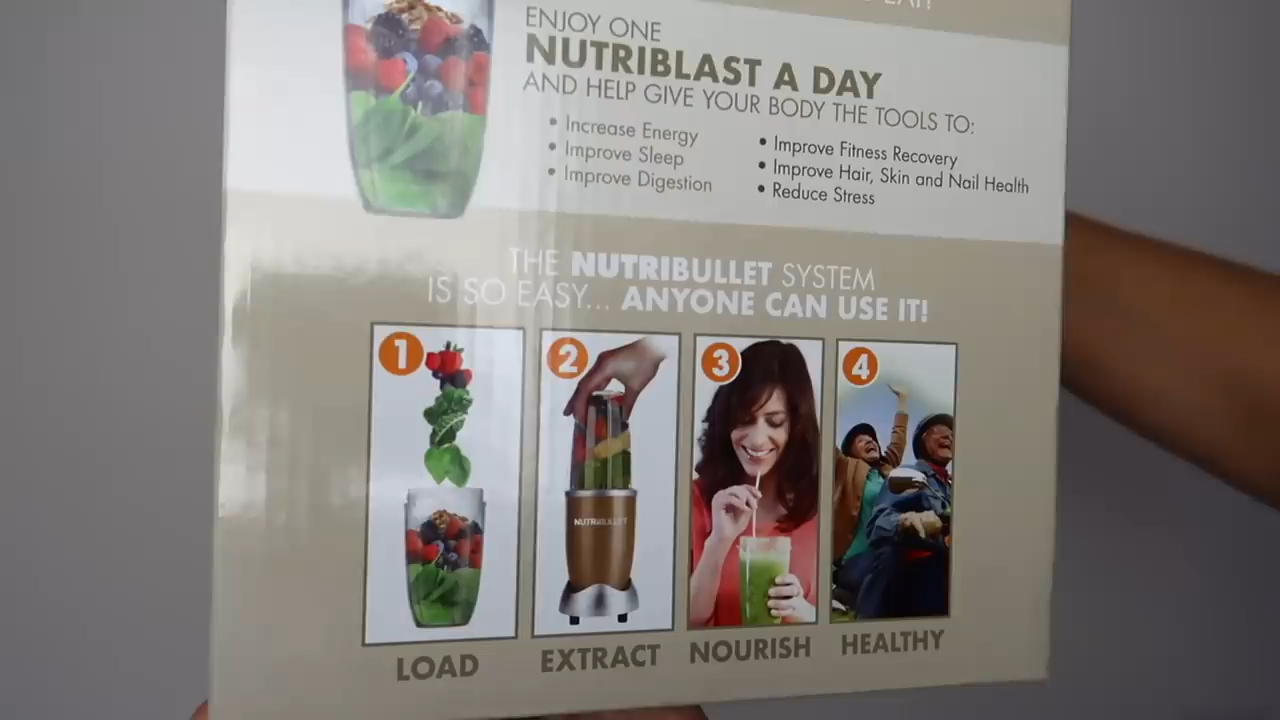 ENJOY ONE
NUTRIBLAST A DAY
AND HELP GIVE YOUR BODY THE TOOLS TO:
• Increase Energy
• Improve Sleep
• Improve Digestion
• Improve Fitness Recovery
• Improve Hair, Skin and Nail Health
• Reduce Stress
THE NUTRIBULLET SYSTEM
IS SO EASY... ANYONE CAN USE IT!
1
2
3
4
NUTRIBULLET
LOAD
EXTRACT
NOURISH
HEALTHY